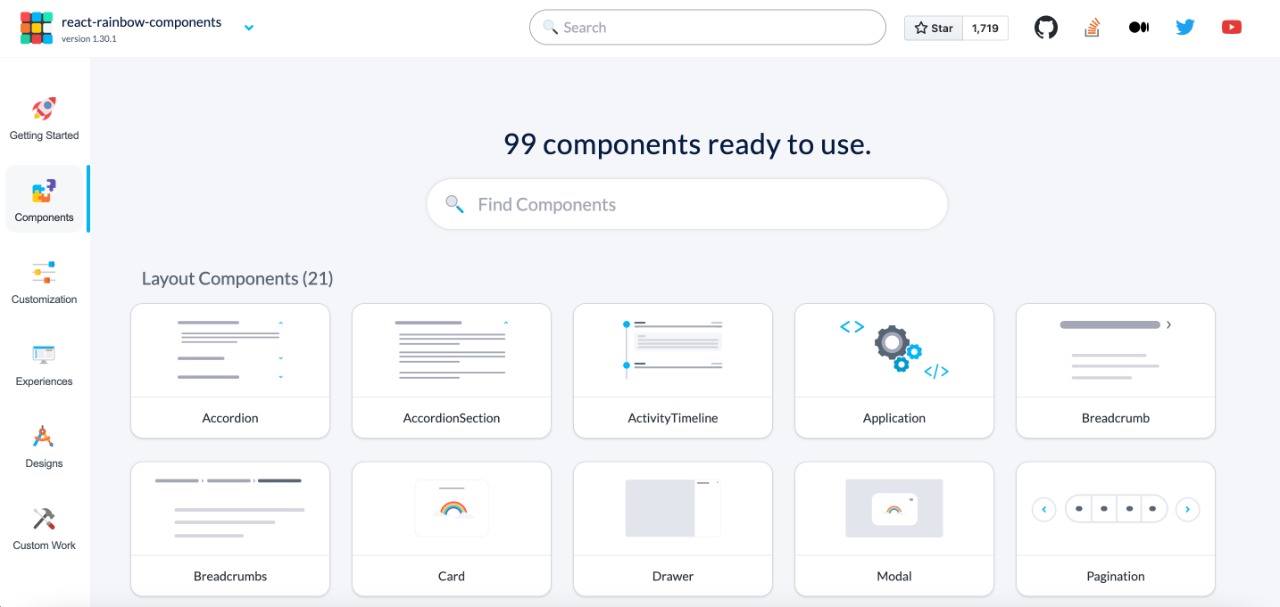 react-rainbow-components
version 1.30.1
Search
Star 1,719
Getting Started
Components
Customization
Experiences
Designs
Custom Work
99 components ready to use.
Find Components
Layout Components (21)
Accordion
AccordionSection
ActivityTimeline
Application
Breadcrumb
Breadcrumbs
Card
Drawer
Modal
Pagination